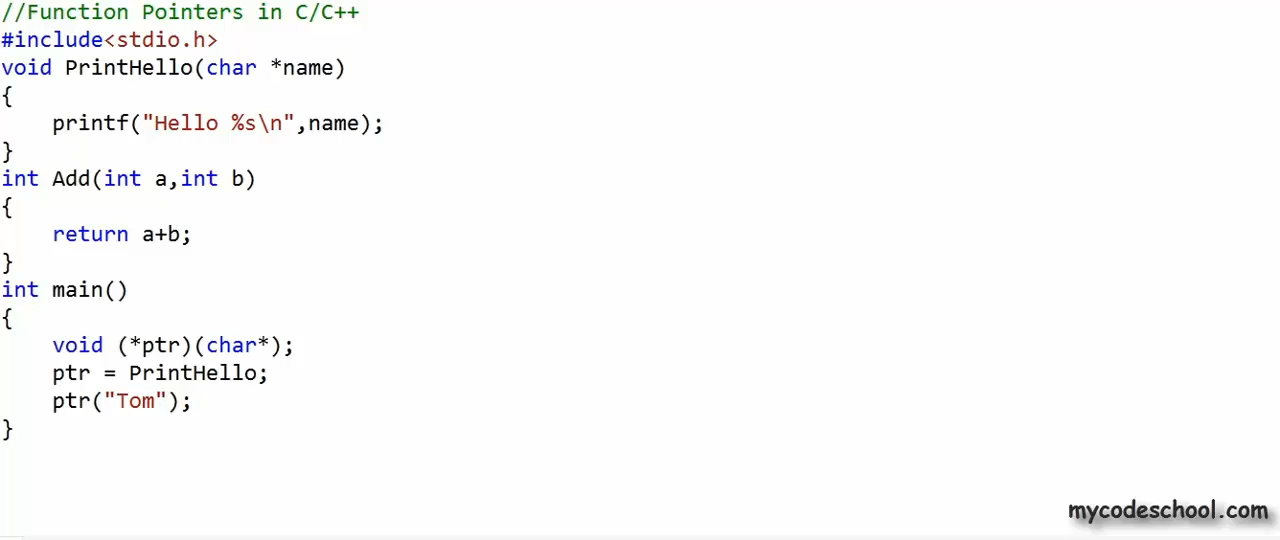 //Function Pointers in C/C++
#include<stdio.h>
void PrintHello(char *name)
{
    printf("Hello %s\n",name);
}
int Add(int a,int b)
{
    return a+b;
}
int main()
{
    void (*ptr)(char*);
    ptr = PrintHello;
    ptr("Tom");
}
mycodeschool.com